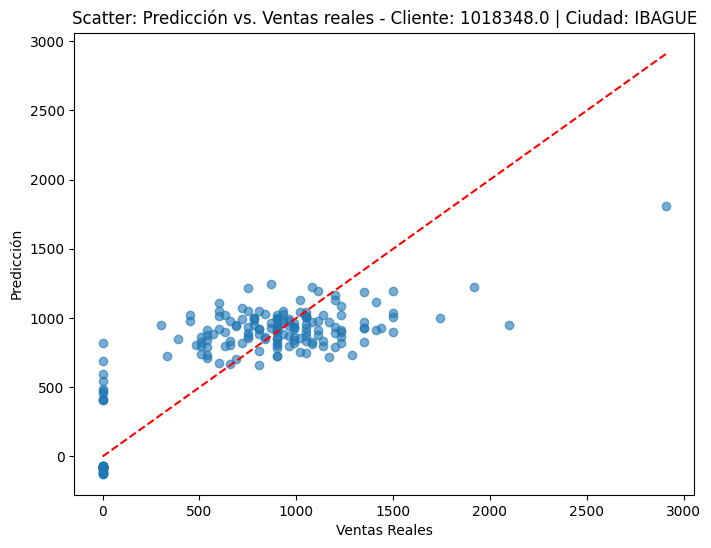 Scatter: Predicción vs. Ventas reales - Cliente: 1018348.0 | Ciudad: IBAGUE
3000
2500
2000
1500
1000
500
0
Predicción
0 500 1000 1500 2000 2500 3000
Ventas Reales